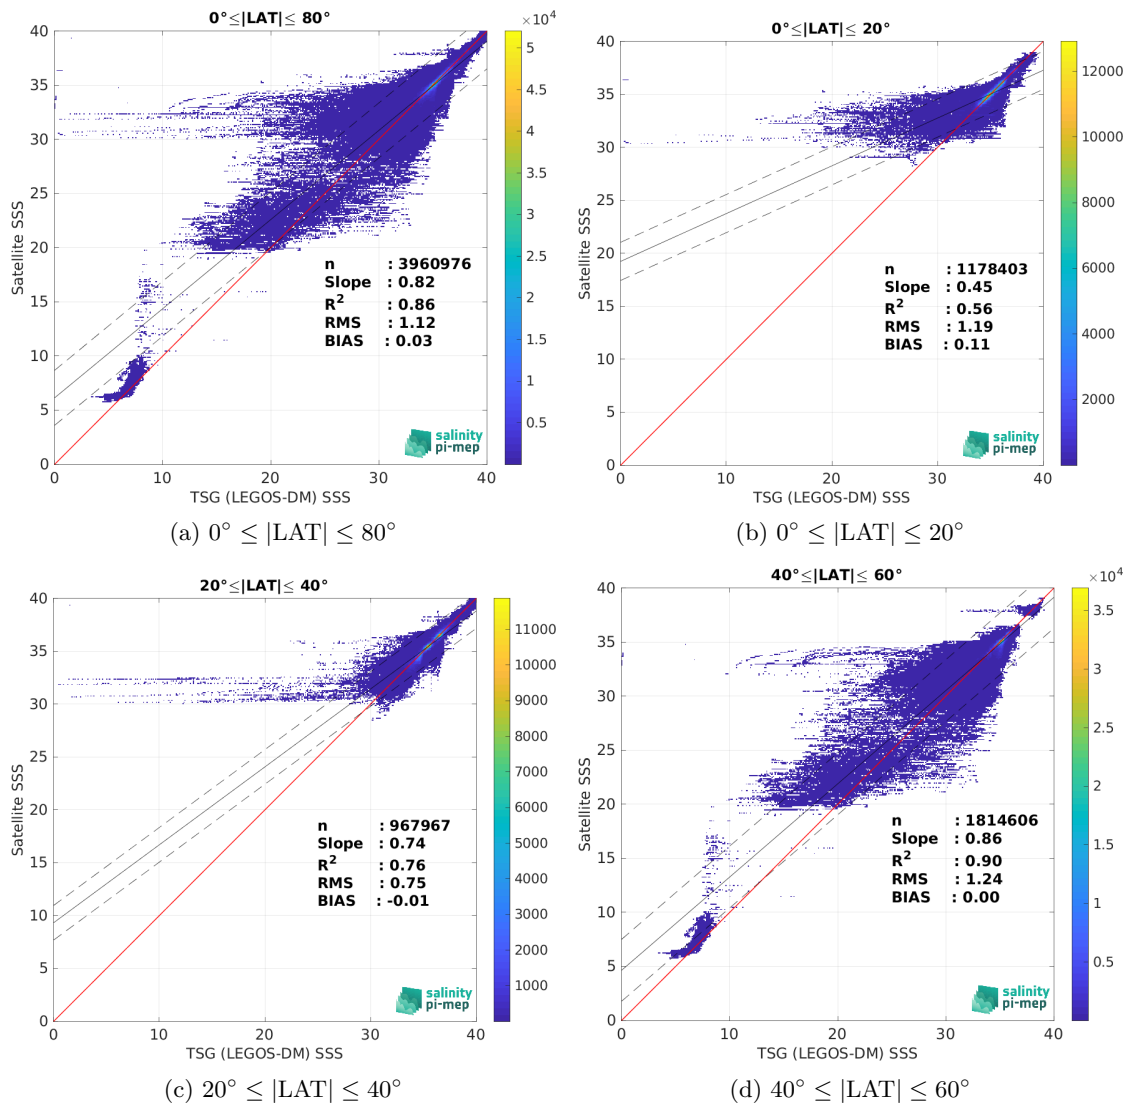 0°≤|LAT|≤ 80°
×10⁴
40
35
30
25
20
15
10
5
0
0
10
20
30
40
5
4.5
4
3.5
3
2.5
2
1.5
1
0.5
Satellite SSS
TSG (LEGOS-DM) SSS
n : 3960976
Slope : 0.82
R² : 0.86
RMS : 1.12
BIAS : 0.03
salinity
pi-mep
(a) 0° ≤ |LAT| ≤ 80°
0°≤|LAT|≤ 20°
40
35
30
25
20
15
10
5
0
0
10
20
30
40
12000
10000
8000
6000
4000
2000
0
Satellite SSS
TSG (LEGOS-DM) SSS
n : 1178403
Slope : 0.45
R² : 0.56
RMS : 1.19
BIAS : 0.11
salinity
pi-mep
(b) 0° ≤ |LAT| ≤ 20°
20°≤|LAT|≤ 40°
40
35
30
25
20
15
10
5
0
0
10
20
30
40
11000
10000
9000
8000
7000
6000
5000
4000
3000
2000
1000
Satellite SSS
TSG (LEGOS-DM) SSS
n : 967967
Slope : 0.74
R² : 0.76
RMS : 0.75
BIAS : -0.01
salinity
pi-mep
(c) 20° ≤ |LAT| ≤ 40°
40°≤|LAT|≤ 60°
×10⁴
40
35
30
25
20
15
10
5
0
0
10
20
30
40
3.5
3
2.5
2
1.5
1
0.5
Satellite SSS
TSG (LEGOS-DM) SSS
n : 1814606
Slope : 0.86
R² : 0.90
RMS : 1.24
BIAS : 0.00
salinity
pi-mep
(d) 40° ≤ |LAT| ≤ 60°